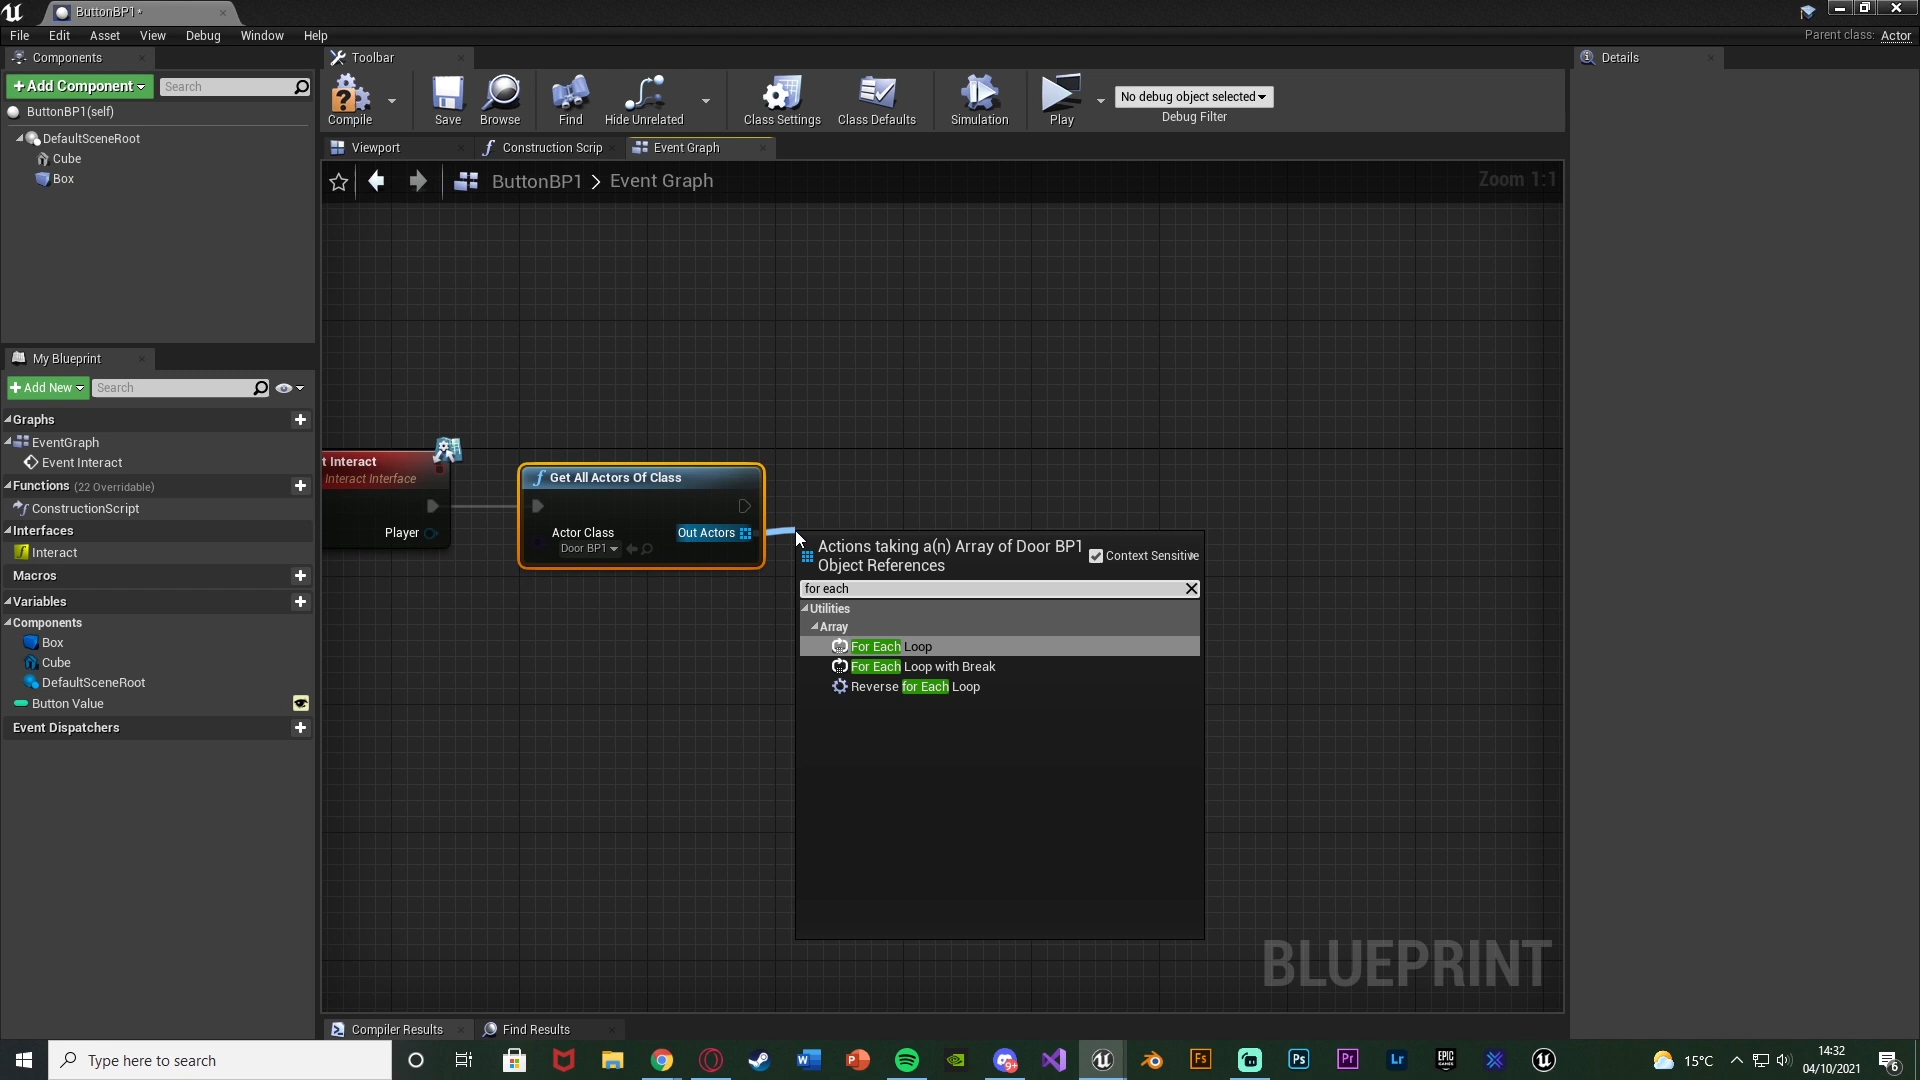 ButtonBP1*
File Edit Asset View Debug Window Help
Parent class: Actor
Components
Toolbar
Details
+Add Component
Search
ButtonBP1(self)
DefaultSceneRoot
Cube
Box
Compile
Save
Browse
Find
Hide Unrelated
Class Settings
Class Defaults
Simulation
Play
No debug object selected
Debug Filter
Viewport
Construction Scrip
Event Graph
ButtonBP1 > Event Graph
Zoom 1:1
My Blueprint
+Add New
Search
Graphs
EventGraph
Event Interact
Functions (22 Overridable)
ConstructionScript
Interfaces
Interact
Macros
Variables
Components
Box
Cube
DefaultSceneRoot
Button Value
Event Dispatchers
t Interact
Interact Interface
Player
Get All Actors Of Class
Actor Class
Door BP1
Out Actors
Actions taking a(n) Array of Door BP1
Object References
Context Sensitive
for each
Utilities
Array
For Each Loop
For Each Loop with Break
Reverse for Each Loop
BLUEPRINT
Compiler Results
Find Results
Type here to search
15°C
14:32
04/10/2021